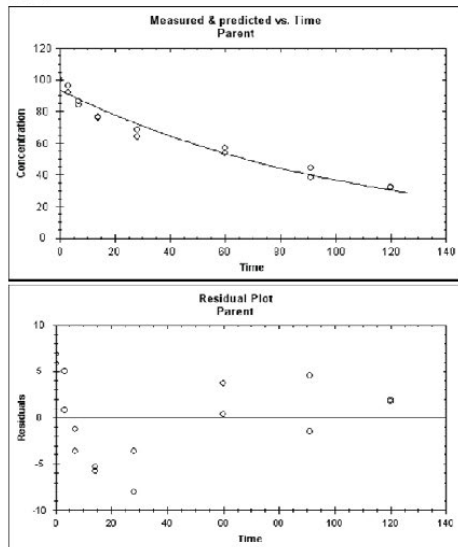 Measured & predicted vs. Time
Parent
120
100
80
60
40
20
0
Concentration
0 20 40 60 80 100 120 140
Time
Residual Plot
Parent
10
5
0
-5
-10
Residuals
0 20 40 60 80 00 120 140
Time